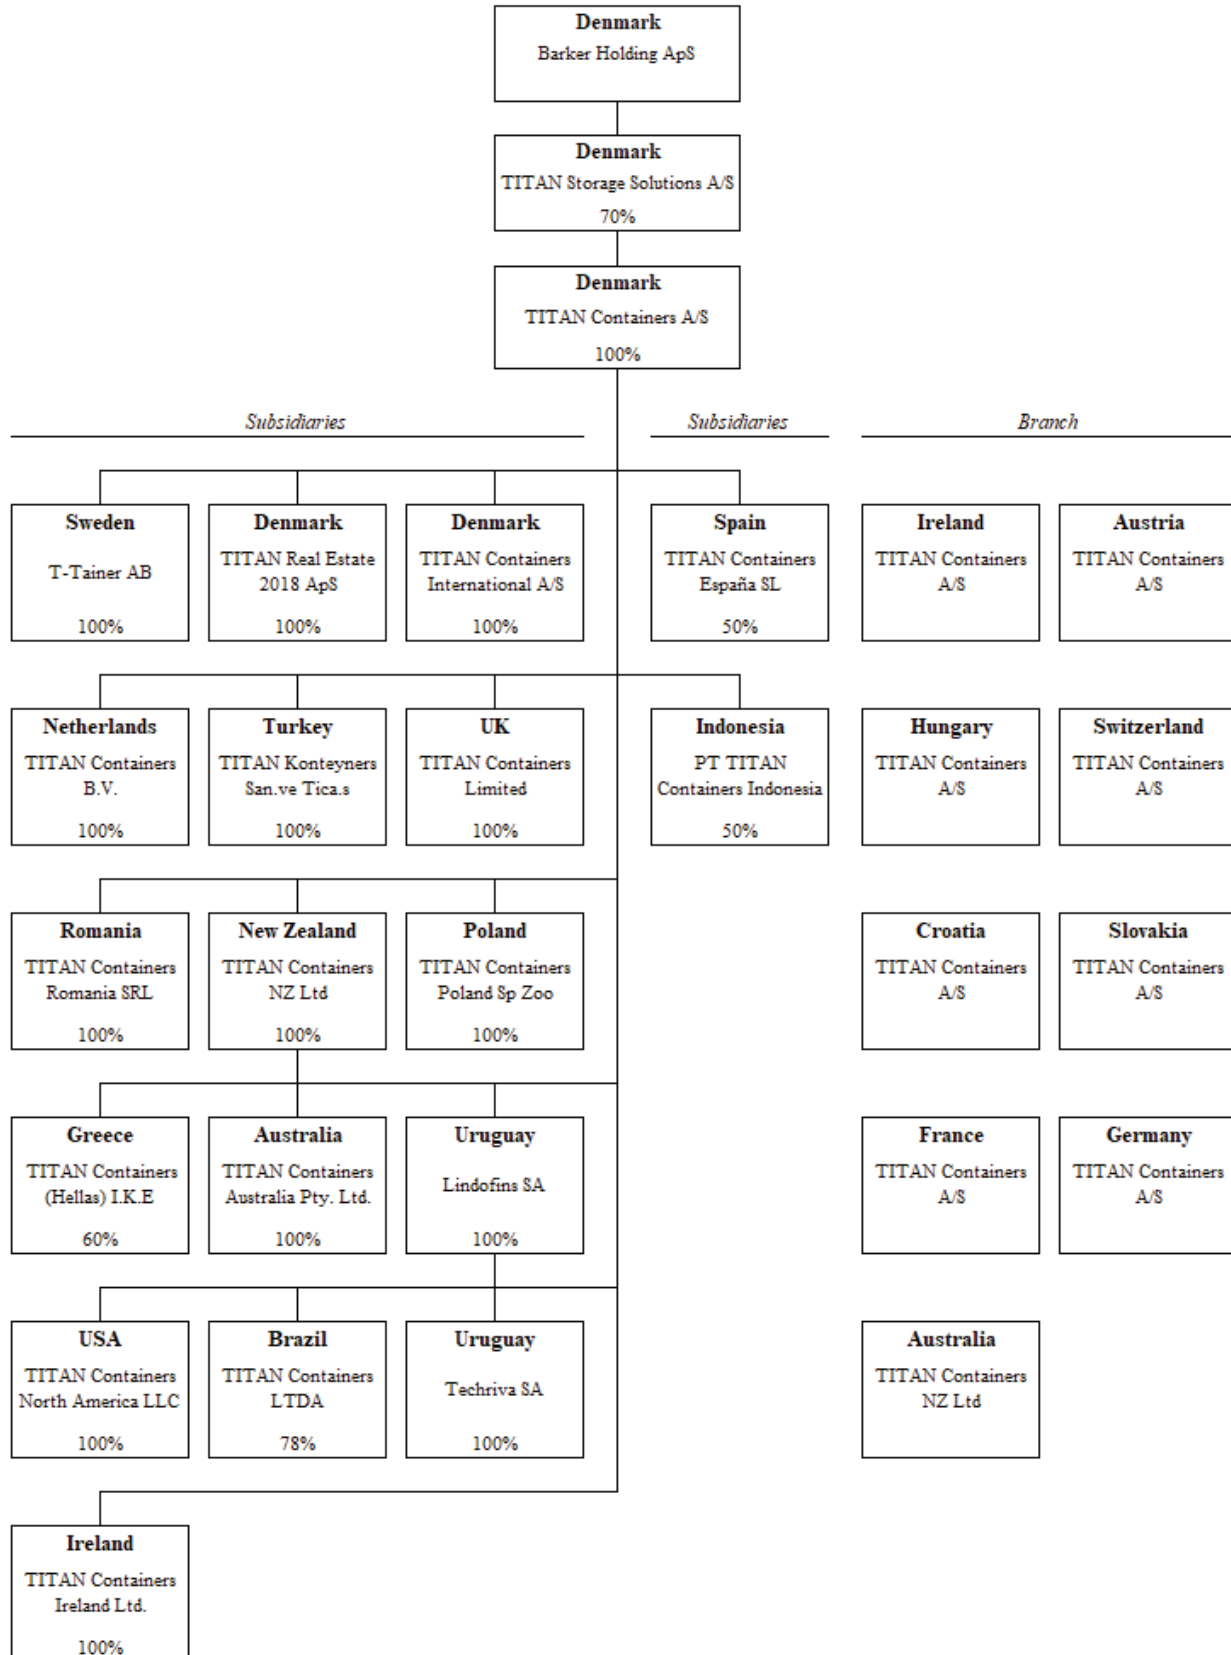 Denmark
Barker Holding ApS
Denmark
TITAN Storage Solutions A/S
70%
Denmark
TITAN Containers A/S
100%
Subsidiaries
Subsidiaries
Branch
Sweden
T-Tainer AB
100%
Denmark
TITAN Real Estate
2018 ApS
100%
Denmark
TITAN Containers
International A/S
100%
Spain
TITAN Containers
España SL
50%
Ireland
TITAN Containers
A/S
Austria
TITAN Containers
A/S
Netherlands
TITAN Containers
B.V.
100%
Turkey
TITAN Konteyners
San.ve Tica.s
100%
UK
TITAN Containers
Limited
100%
Indonesia
PT TITAN
Containers Indonesia
50%
Hungary
TITAN Containers
A/S
Switzerland
TITAN Containers
A/S
Romania
TITAN Containers
Romania SRL
100%
New Zealand
TITAN Containers
NZ Ltd
100%
Poland
TITAN Containers
Poland Sp Zoo
100%
Croatia
TITAN Containers
A/S
Slovakia
TITAN Containers
A/S
Greece
TITAN Containers
(Hellas) I.K.E
60%
Australia
TITAN Containers
Australia Pty. Ltd.
100%
Uruguay
Lindofins SA
100%
France
TITAN Containers
A/S
Germany
TITAN Containers
A/S
USA
TITAN Containers
North America LLC
100%
Brazil
TITAN Containers
LTDA
78%
Uruguay
Techriva SA
100%
Australia
TITAN Containers
NZ Ltd
Ireland
TITAN Containers
Ireland Ltd.
100%